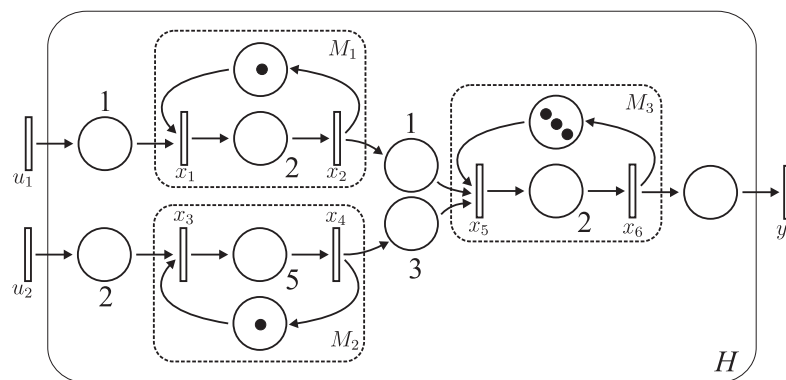 M₁
1
u₁
x₁
2
x₂
1
M₃
x₅
2
x₆
y
x₃
x₄
u₂
2
5
3
M₂
H